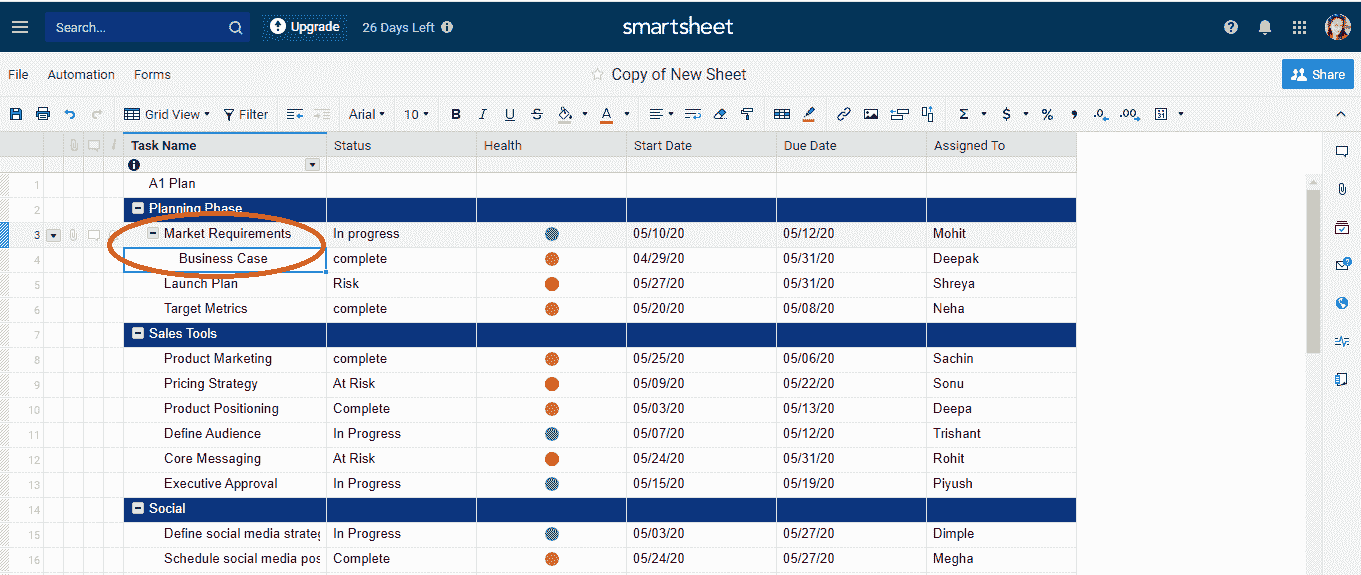 Search... Upgrade 26 Days Left smartsheet
File Automation Forms Copy of New Sheet Share
Grid View Filter Arial 10 B I U S A Σ $ % , .0 .00
Task Name Status Health Start Date Due Date Assigned To
1 A1 Plan
2 Planning Phase
3 Market Requirements In progress 05/10/20 05/12/20 Mohit
4 Business Case complete 04/29/20 05/31/20 Deepak
5 Launch Plan Risk 05/27/20 05/31/20 Shreya
6 Target Metrics complete 05/20/20 05/08/20 Neha
7 Sales Tools
8 Product Marketing complete 05/25/20 05/06/20 Sachin
9 Pricing Strategy At Risk 05/09/20 05/22/20 Sonu
10 Product Positioning Complete 05/03/20 05/13/20 Deepa
11 Define Audience In Progress 05/07/20 05/12/20 Trishant
12 Core Messaging At Risk 05/24/20 05/31/20 Rohit
13 Executive Approval In Progress 05/15/20 05/19/20 Piyush
14 Social
15 Define social media strateg In Progress 05/03/20 05/27/20 Dimple
16 Schedule social media pos Complete 05/24/20 05/27/20 Megha